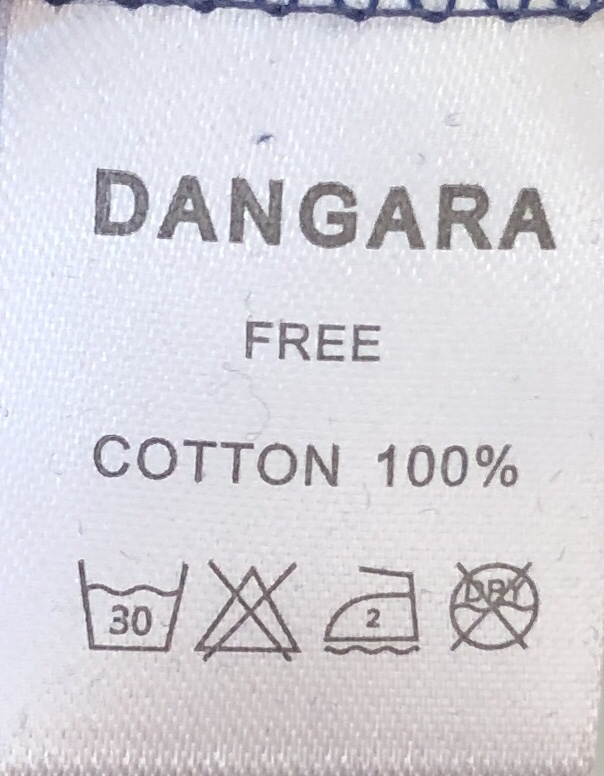 DANGARA
FREE
COTTON 100%
30 2 DRY